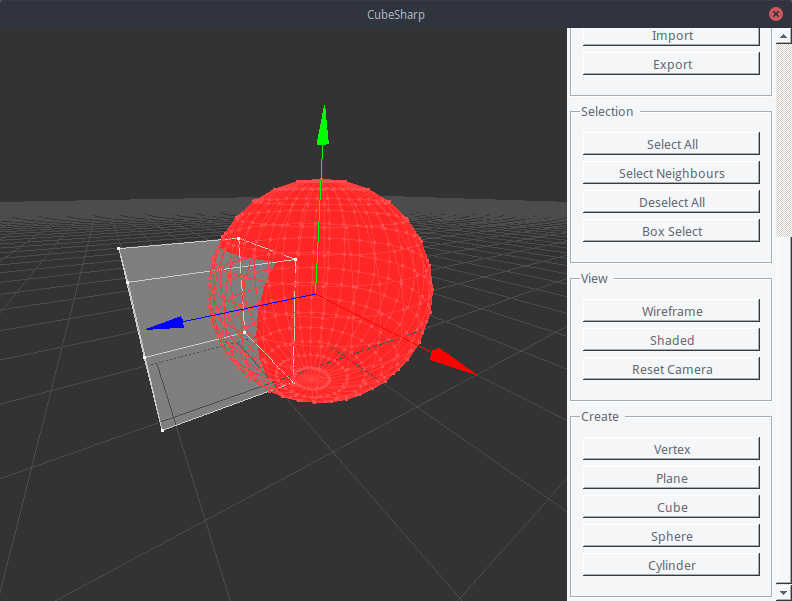 CubeSharp
Import
Export
Selection
Select All
Select Neighbours
Deselect All
Box Select
View
Wireframe
Shaded
Reset Camera
Create
Vertex
Plane
Cube
Sphere
Cylinder